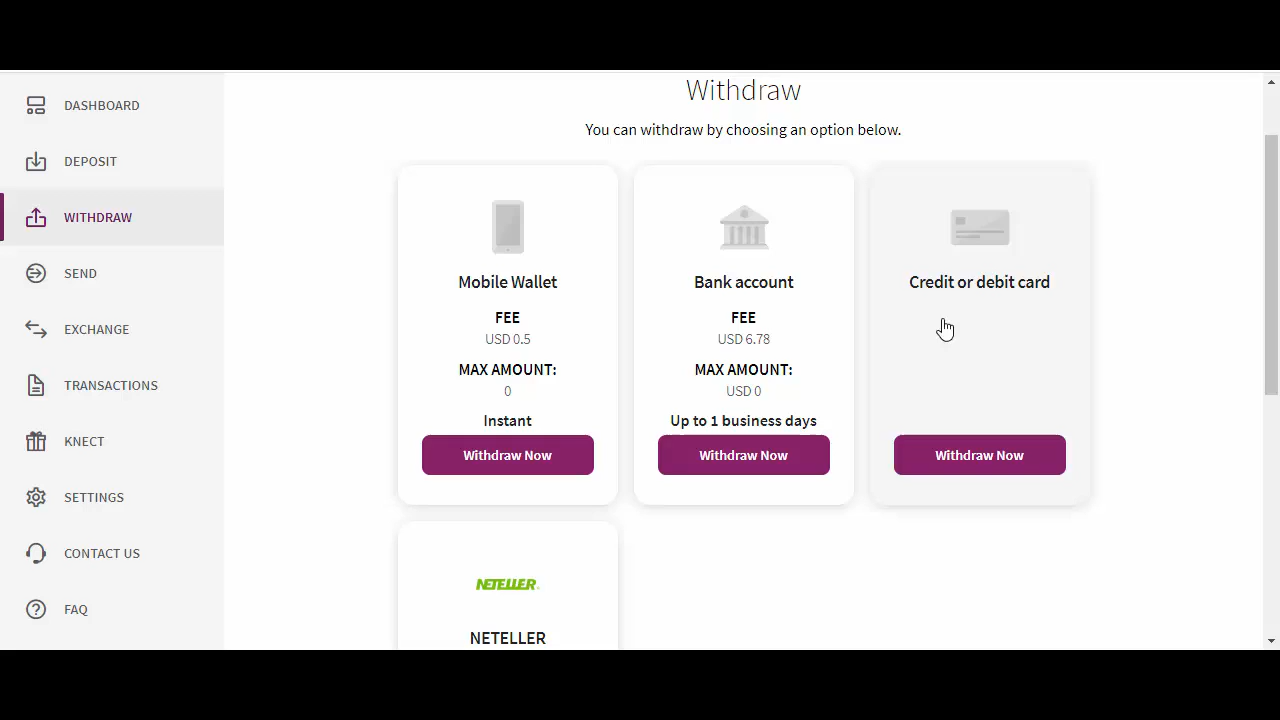 DASHBOARD
DEPOSIT
WITHDRAW
SEND
EXCHANGE
TRANSACTIONS
KNECT
SETTINGS
CONTACT US
FAQ
Withdraw
You can withdraw by choosing an option below.
Mobile Wallet
FEE
USD 0.5
MAX AMOUNT:
0
Instant
Withdraw Now
Bank account
FEE
USD 6.78
MAX AMOUNT:
USD 0
Up to 1 business days
Withdraw Now
Credit or debit card
Withdraw Now
NETELLER
NETELLER